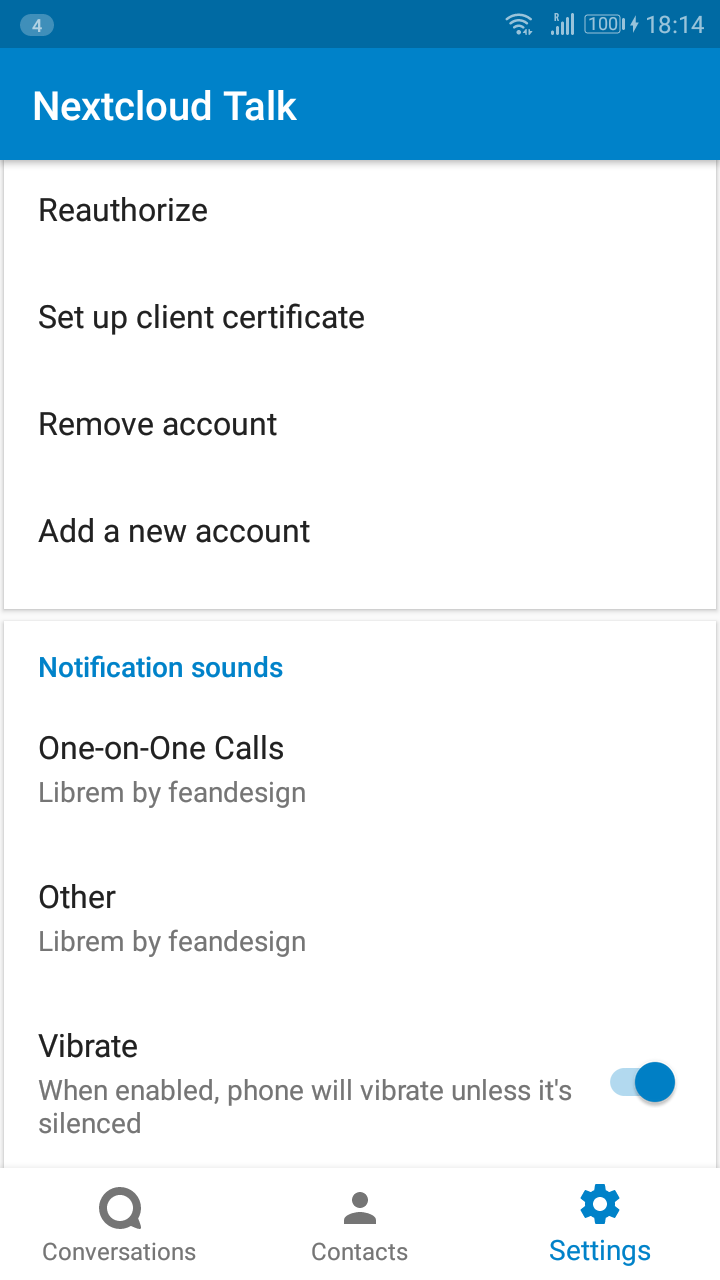 4 R 100 18:14
Nextcloud Talk
Reauthorize
Set up client certificate
Remove account
Add a new account
Notification sounds
One-on-One Calls
Librem by feandesign
Other
Librem by feandesign
Vibrate
When enabled, phone will vibrate unless it's
silenced
Conversations Contacts Settings